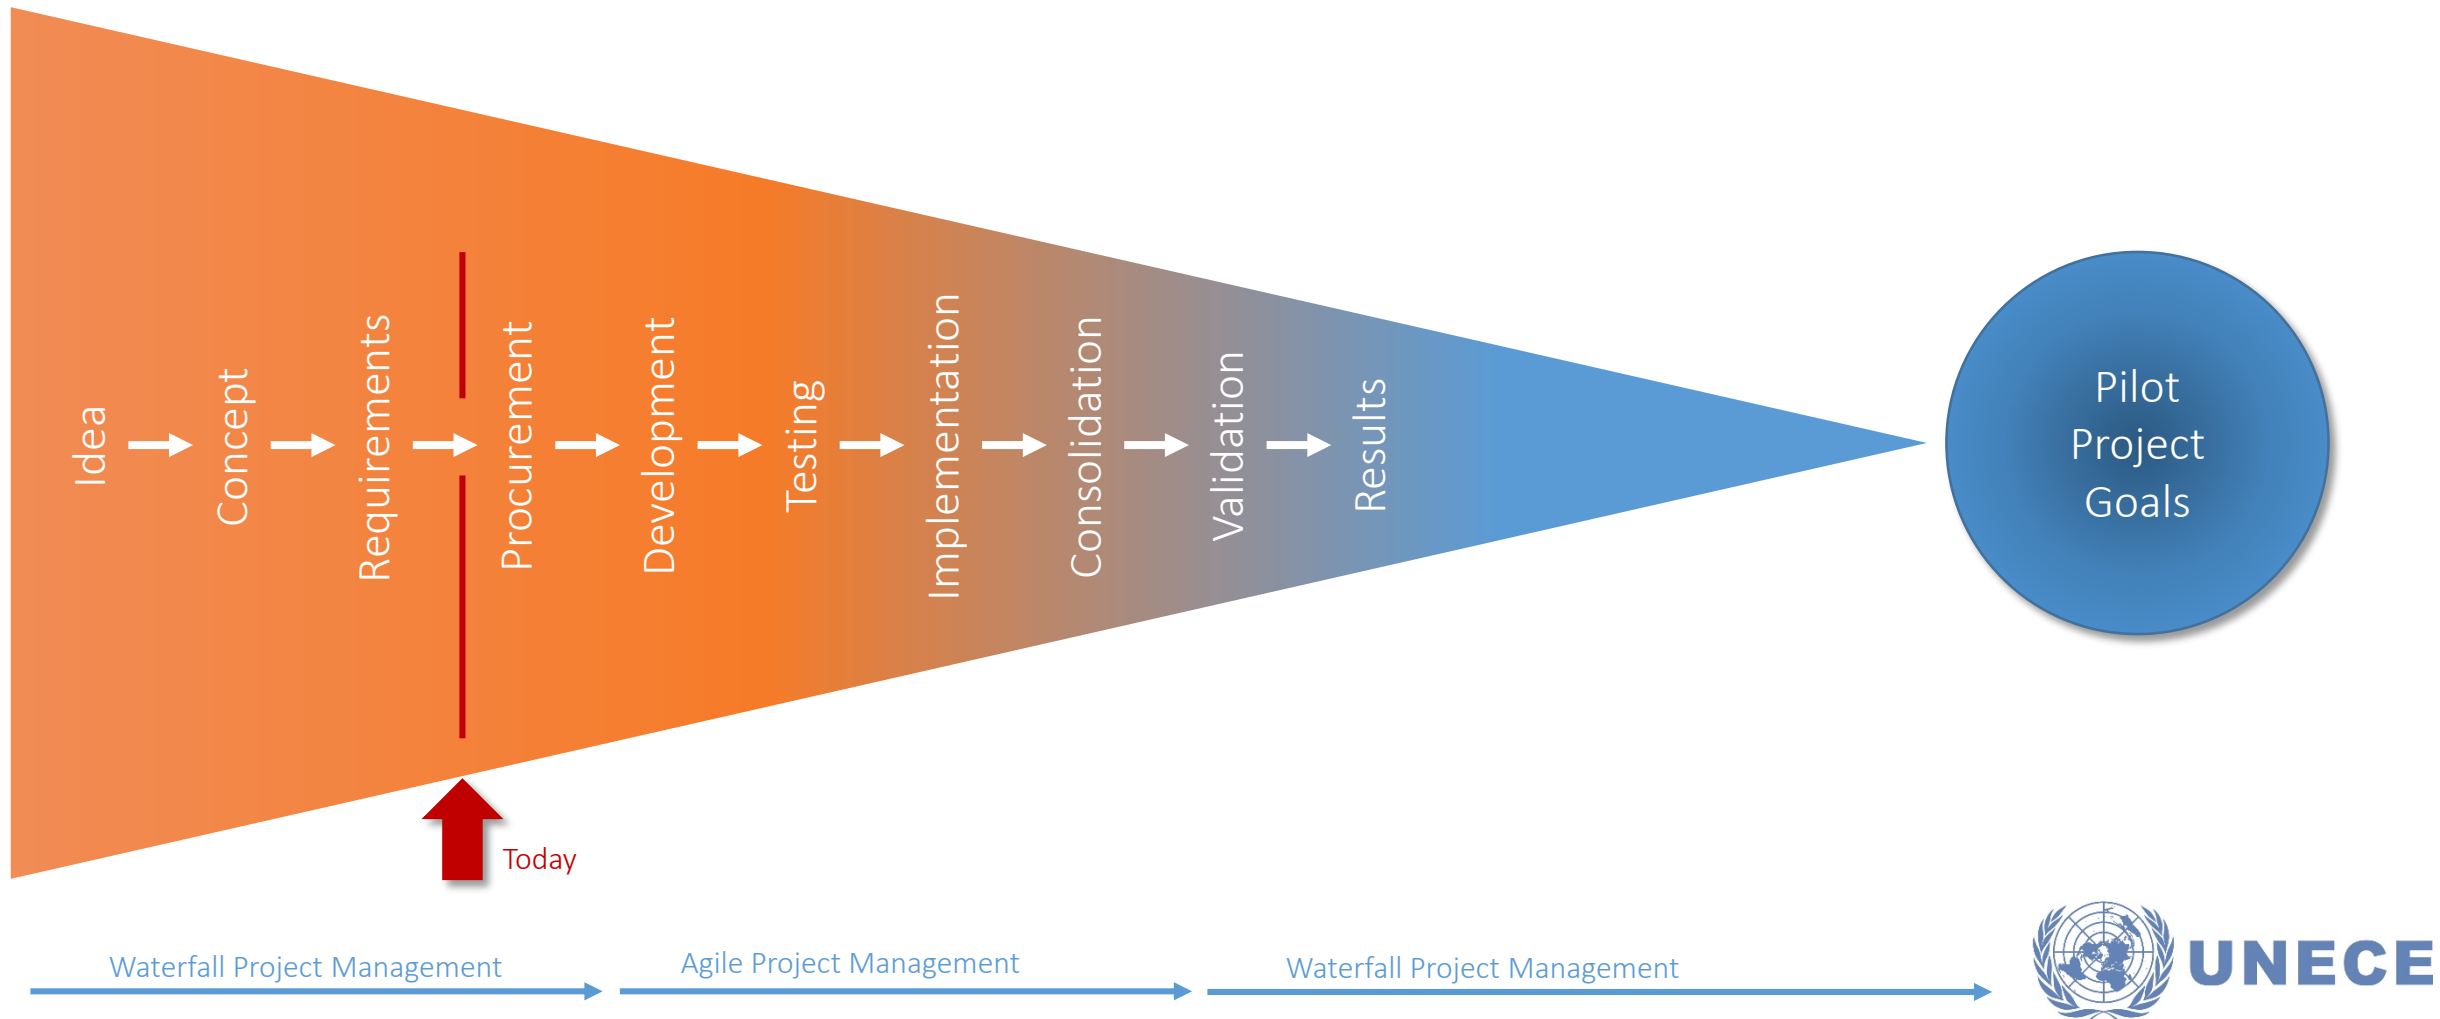 Idea
Concept
Requirements
Procurement
Development
Testing
Implementation
Consolidation
Validation
Results
Pilot
Project
Goals
Today
Waterfall Project Management
Agile Project Management
Waterfall Project Management
UNECE